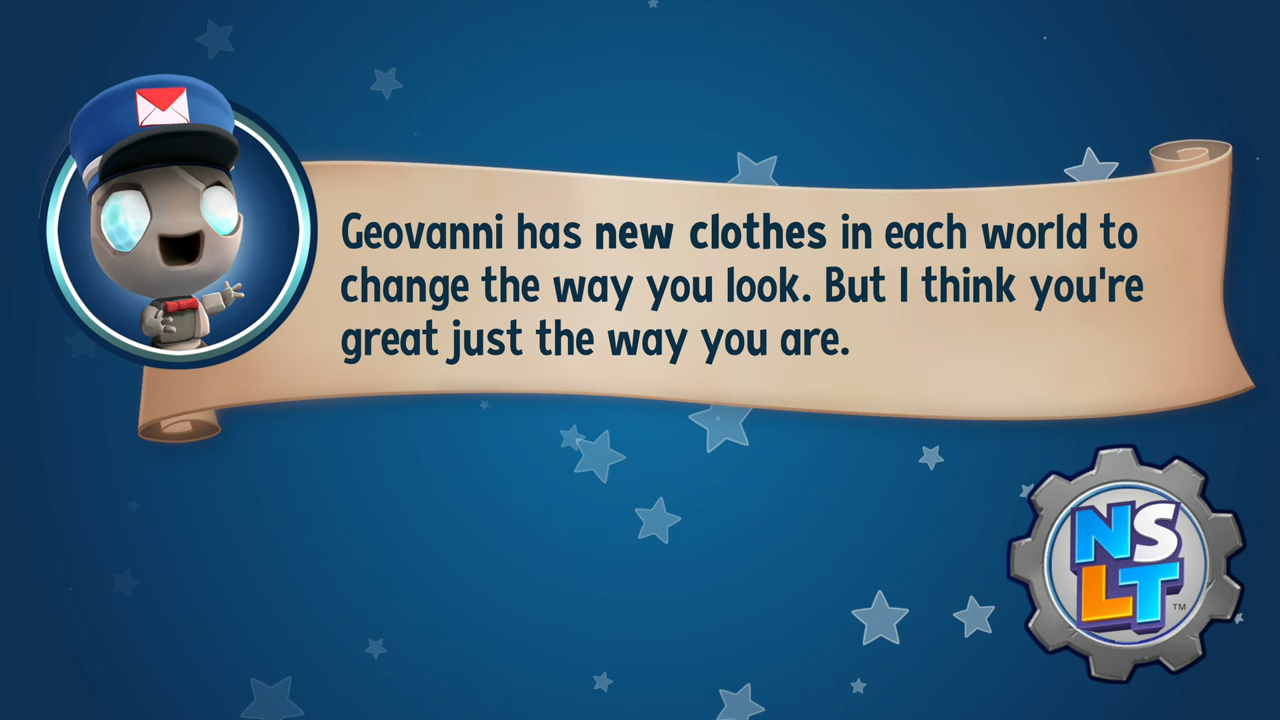 Geovanni has new clothes in each world to
change the way you look. But I think you're
great just the way you are.
NS
LT
TM